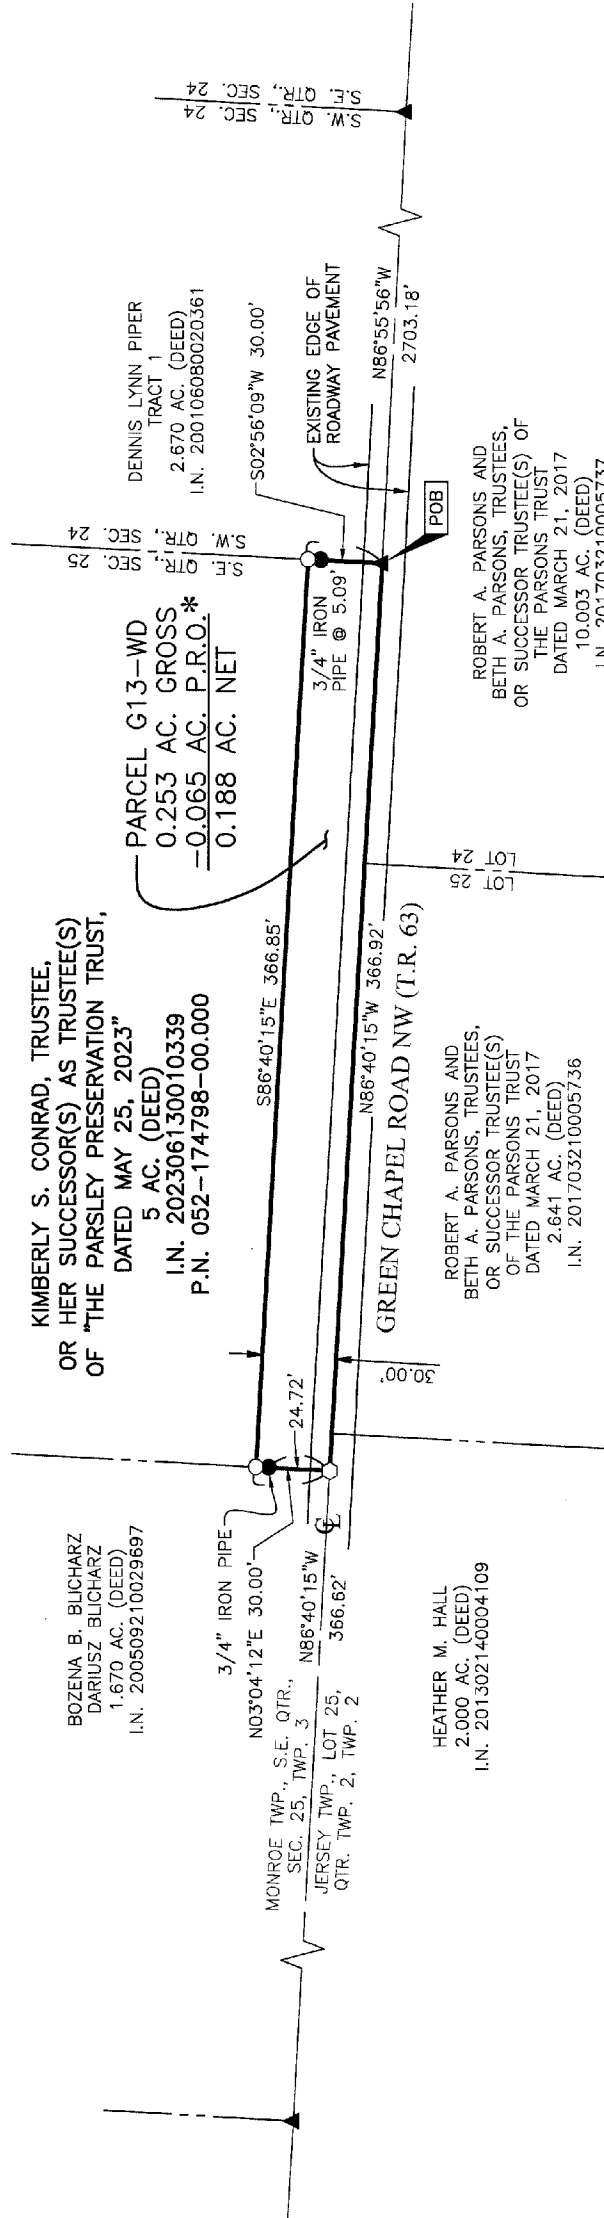 BOZENA B. BLICHARZ
DARIUSZ BLICHARZ
1.670 AC. (DEED)
I.N. 200509210029697
KIMBERLY S. CONRAD, TRUSTEE,
OR HER SUCCESSOR(S) AS TRUSTEE(S)
OF "THE PARSLEY PRESERVATION TRUST,
DATED MAY 25, 2023"
5 AC. (DEED)
I.N. 202306130010339
P.N. 052-174798-00.000
PARCEL G13-WD
0.253 AC. GROSS
-0.065 AC. P.R.O.*
0.188 AC. NET
S.E. QTR., SEC. 25
S.W. QTR., SEC. 24
DENNIS LYNN PIPER
TRACT 1
2.670 AC. (DEED)
I.N. 200106080020361
S.W. QTR., SEC. 24
S.E. QTR., SEC. 24
3/4" IRON PIPE
N03°04'12"E 30.00'
24.72'
S86°40'15"E 366.85'
3/4" IRON
PIPE @ 5.09'
S02°56'09"W 30.00'
EXISTING EDGE OF
ROADWAY PAVEMENT
MONROE TWP., S.E. QTR.,
SEC. 25, TWP. 3
JERSEY TWP., LOT 25,
QTR. TWP. 2, TWP. 2
N86°40'15"W
366.62'
CL
30.00'
N86°40'15"W 366.92'
GREEN CHAPEL ROAD NW (T.R. 63)
POB
N86°55'56"W
2703.18'
HEATHER M. HALL
2.000 AC. (DEED)
I.N. 201302140004109
ROBERT A. PARSONS AND
BETH A. PARSONS, TRUSTEES,
OR SUCCESSOR TRUSTEE(S)
OF THE PARSONS TRUST
DATED MARCH 21, 2017
2.641 AC. (DEED)
I.N. 201703210005736
LOT 25
LOT 24
ROBERT A. PARSONS AND
BETH A. PARSONS, TRUSTEES,
OR SUCCESSOR TRUSTEE(S) OF
THE PARSONS TRUST
DATED MARCH 21, 2017
10.003 AC. (DEED)
I.N. 201703210005737